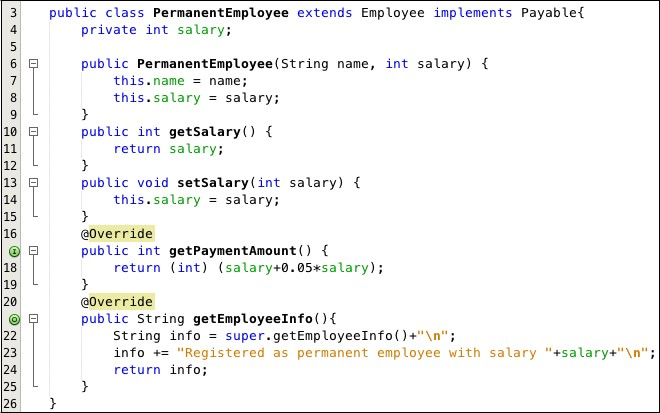 3 public class PermanentEmployee extends Employee implements Payable{
4     private int salary;
5
6     public PermanentEmployee(String name, int salary) {
7         this.name = name;
8         this.salary = salary;
9     }
10     public int getSalary() {
11         return salary;
12     }
13     public void setSalary(int salary) {
14         this.salary = salary;
15     }
16     @Override
    public int getPaymentAmount() {
18         return (int) (salary+0.05*salary);
19     }
20     @Override
    public String getEmployeeInfo(){
22         String info = super.getEmployeeInfo()+"\n";
23         info += "Registered as permanent employee with salary "+salary+"\n";
24         return info;
25     }
26 }